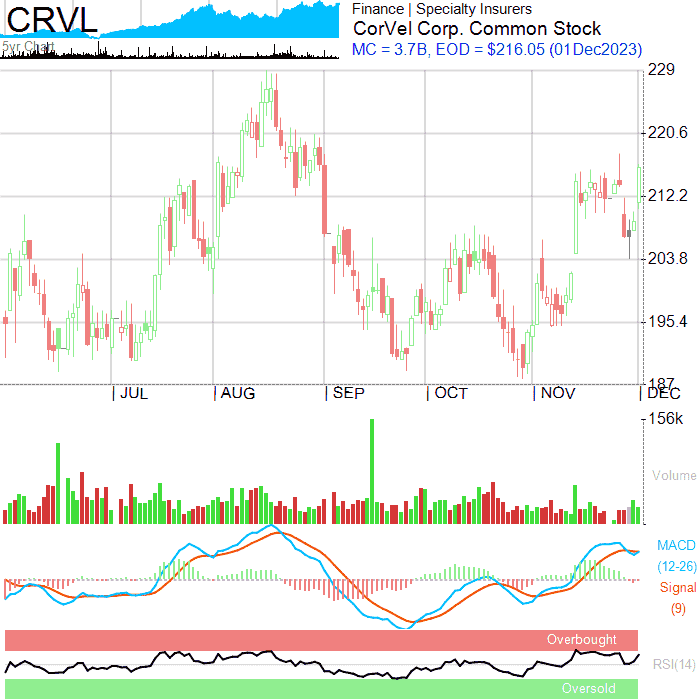 CRVL
5yr Chart
Finance | Specialty Insurers
CorVel Corp. Common Stock
MC = 3.7B, EOD = $216.05 (01Dec2023)
229
220.6
212.2
203.8
195.4
187
JUL
AUG
SEP
OCT
NOV
DEC
156k
Volume
MACD
(12-26)
Signal
(9)
Overbought
RSI(14)
Oversold